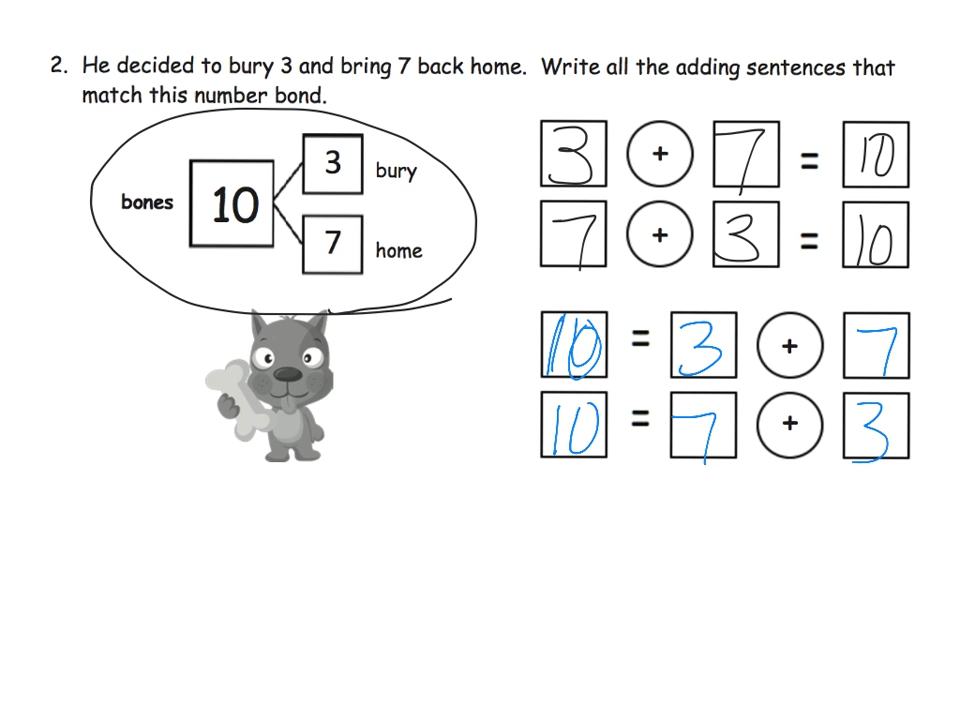 2. He decided to bury 3 and bring 7 back home. Write all the adding sentences that
match this number bond.
bones 10
3 bury
7 home
3 + 7 = 10
7 + 3 = 10
10 = 3 + 7
10 = 7 + 3